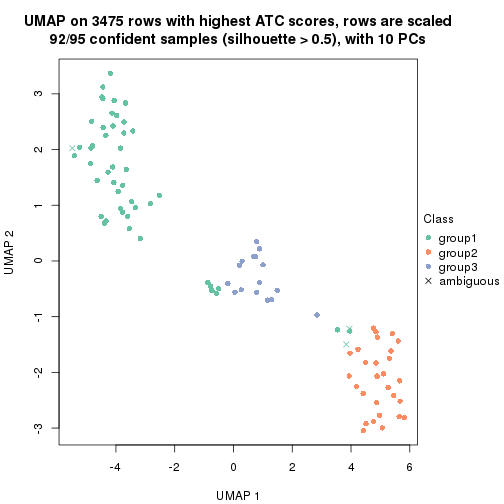 UMAP on 3475 rows with highest ATC scores, rows are scaled
92/95 confident samples (silhouette > 0.5), with 10 PCs
UMAP 2
3
2
1
0
-1
-2
-3
-4
-2
0
2
4
6
UMAP 1
Class
group1
group2
group3
ambiguous